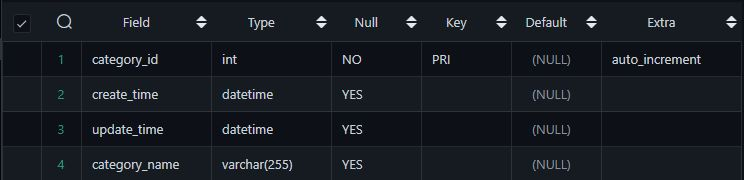 Field Type Null Key Default Extra
1 category_id int NO PRI (NULL) auto_increment
2 create_time datetime YES (NULL)
3 update_time datetime YES (NULL)
4 category_name varchar(255) YES (NULL)